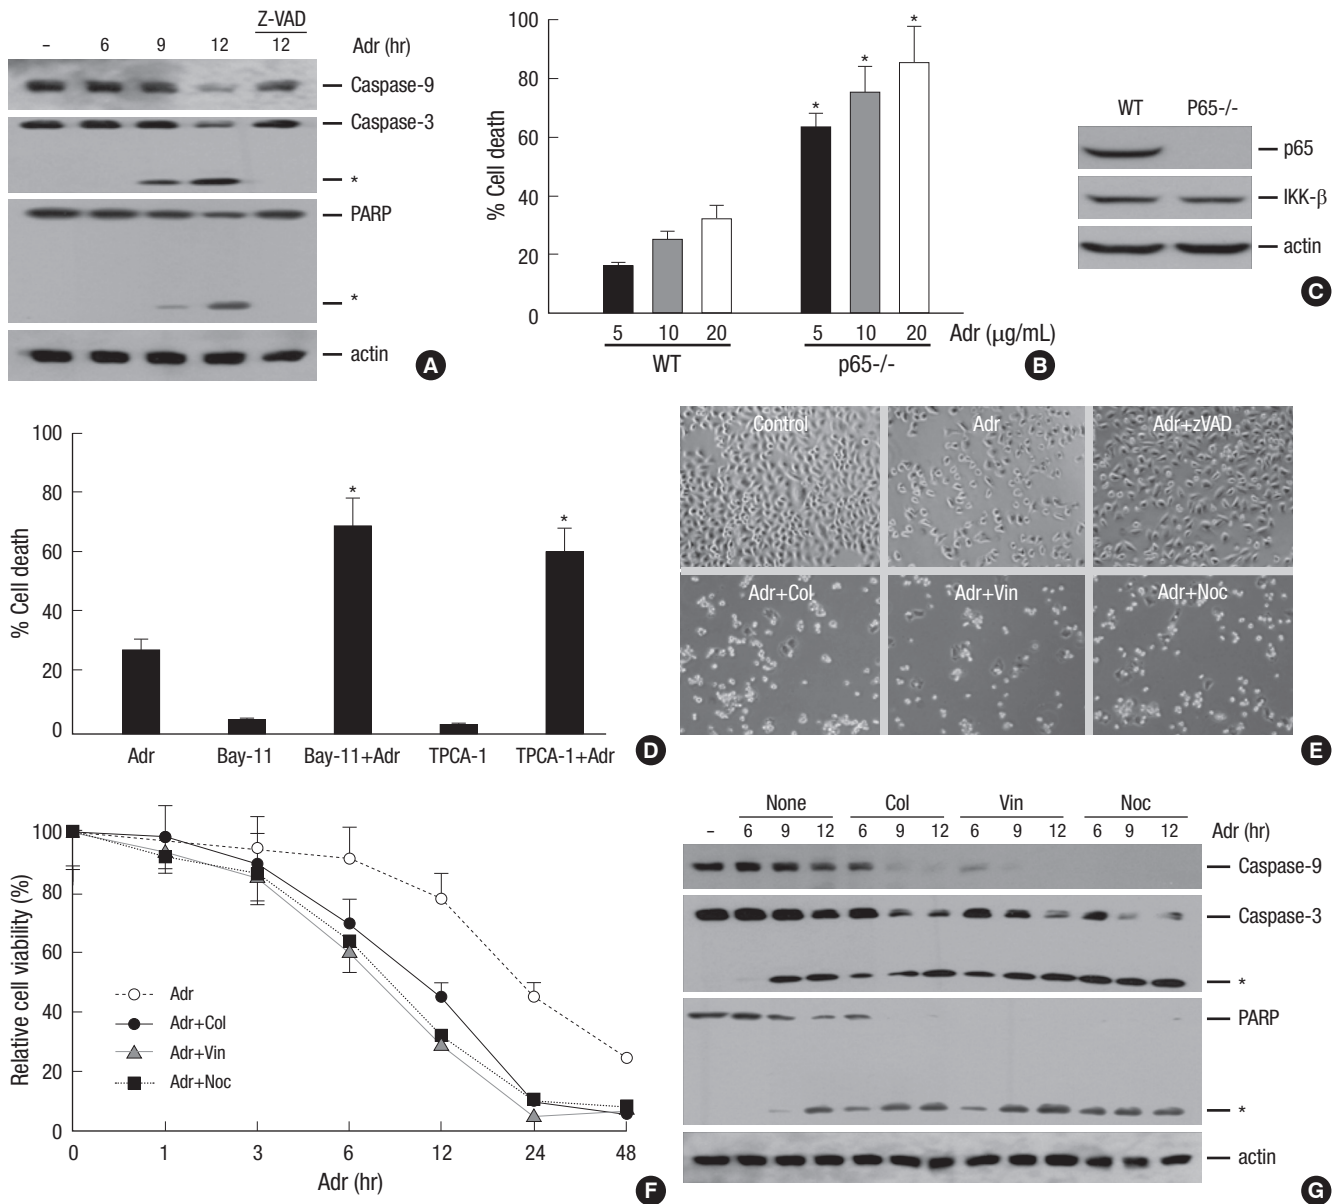 Z-VAD
– 6 9 12 12 Adr (hr)
Caspase-9
Caspase-3
*
PARP
*
actin
A
100
80
60
40
20
0
% Cell death
* * *
5 10 20 5 10 20 Adr (μg/mL)
WT p65-/-
B
WT P65-/-
p65
IKK-β
actin
C
100
80
60
40
20
0
% Cell death
* *
Adr Bay-11 Bay-11+Adr TPCA-1 TPCA-1+Adr
D
Control Adr Adr+zVAD
Adr+Col Adr+Vin Adr+Noc
E
100
80
60
40
20
0
Relative cell viability (%)
Adr
Adr+Col
Adr+Vin
Adr+Noc
0 1 3 6 12 24 48
Adr (hr)
F
None Col Vin Noc
– 6 9 12 6 9 12 6 9 12 6 9 12 Adr (hr)
Caspase-9
Caspase-3
*
PARP
*
actin
G